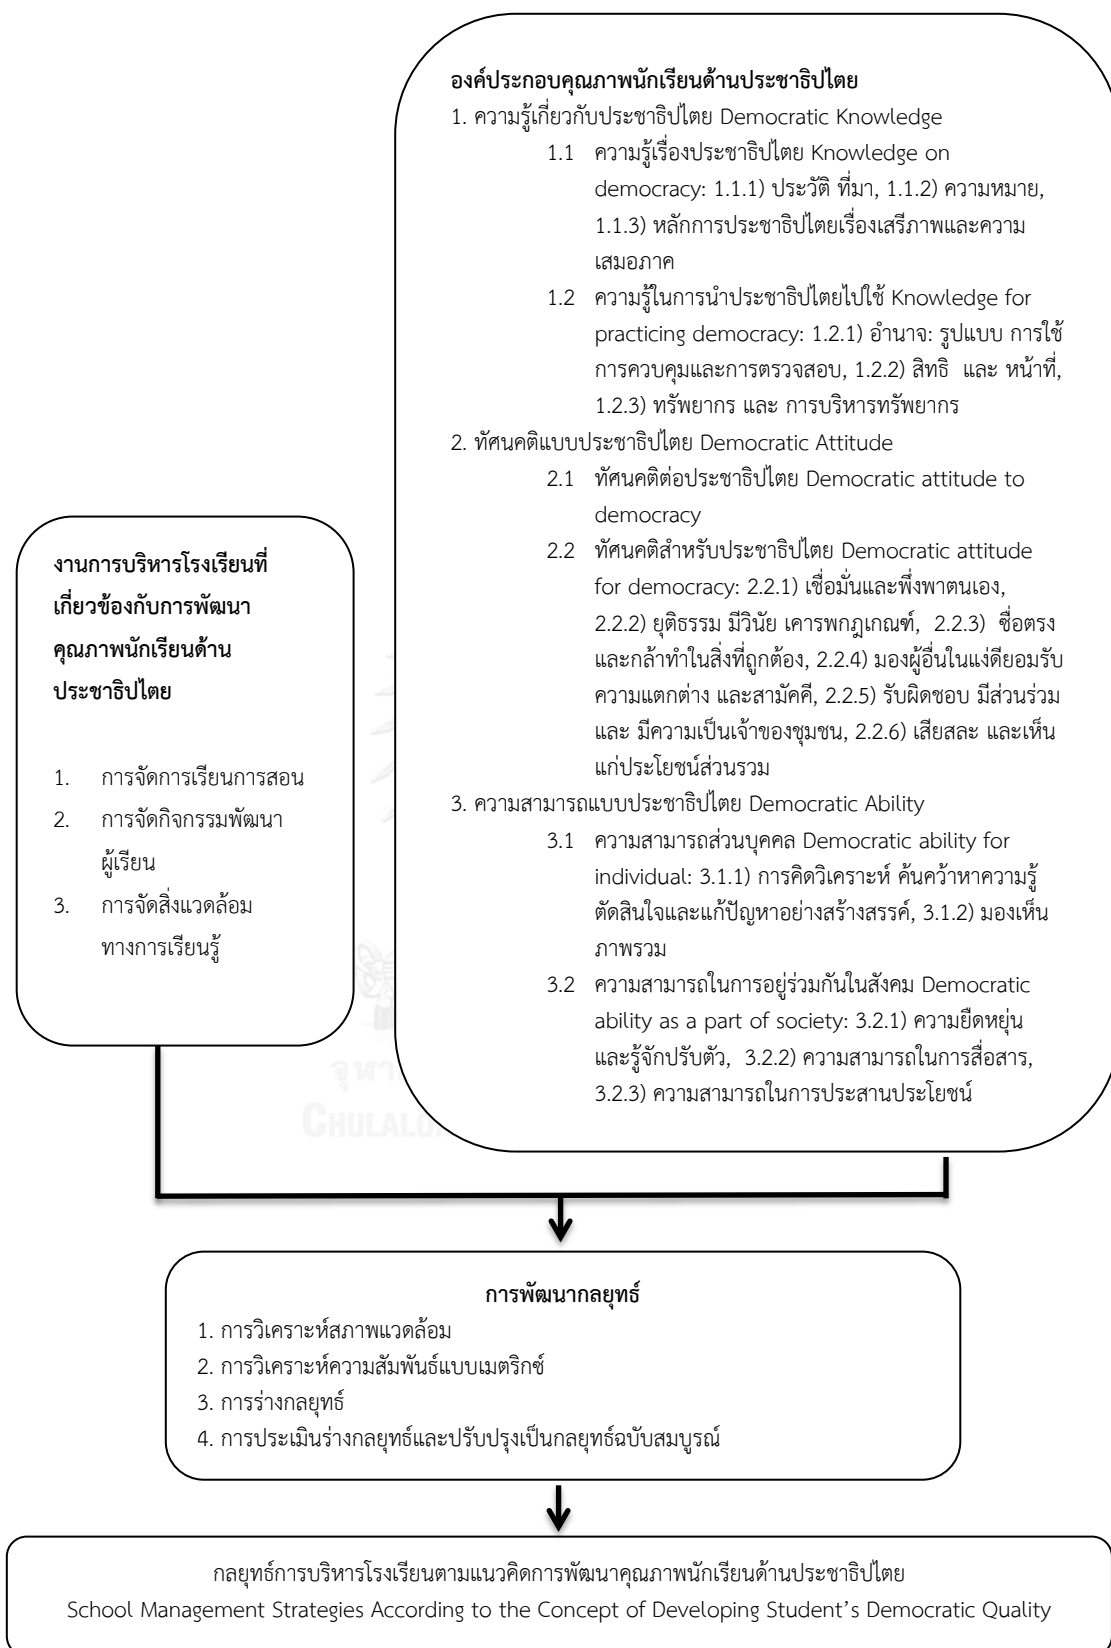 องค์ประกอบคุณภาพนักเรียนด้านประชาธิปไตย
1. ความรู้เกี่ยวกับประชาธิปไตย Democratic Knowledge
1.1 ความรู้เรื่องประชาธิปไตย Knowledge on
democracy: 1.1.1) ประวัติ ที่มา, 1.1.2) ความหมาย,
1.1.3) หลักการประชาธิปไตยเรื่องเสรีภาพและความ
เสมอภาค
1.2 ความรู้ในการนำประชาธิปไตยไปใช้ Knowledge for
practicing democracy: 1.2.1) อำนาจ: รูปแบบ การใช้
การควบคุมและการตรวจสอบ, 1.2.2) สิทธิ และ หน้าที่,
1.2.3) ทรัพยากร และ การบริหารทรัพยากร
2. ทัศนคติแบบประชาธิปไตย Democratic Attitude
2.1 ทัศนคติต่อประชาธิปไตย Democratic attitude to
democracy
2.2 ทัศนคติสำหรับประชาธิปไตย Democratic attitude
for democracy: 2.2.1) เชื่อมั่นและพึ่งพาตนเอง,
2.2.2) ยุติธรรม มีวินัย เคารพกฎเกณฑ์, 2.2.3) ซื่อตรง
และกล้าทำในสิ่งที่ถูกต้อง, 2.2.4) มองผู้อื่นในแง่ดียอมรับ
ความแตกต่าง และสามัคคี, 2.2.5) รับผิดชอบ มีส่วนร่วม
และ มีความเป็นเจ้าของชุมชน, 2.2.6) เสียสละ และเห็น
แก่ประโยชน์ส่วนรวม
3. ความสามารถแบบประชาธิปไตย Democratic Ability
3.1 ความสามารถส่วนบุคคล Democratic ability for
individual: 3.1.1) การคิดวิเคราะห์ ค้นคว้าหาความรู้
ตัดสินใจและแก้ปัญหาอย่างสร้างสรรค์, 3.1.2) มองเห็น
ภาพรวม
3.2 ความสามารถในการอยู่ร่วมกันในสังคม Democratic
ability as a part of society: 3.2.1) ความยืดหยุ่น
และรู้จักปรับตัว, 3.2.2) ความสามารถในการสื่อสาร,
3.2.3) ความสามารถในการประสานประโยชน์
งานการบริหารโรงเรียนที่
เกี่ยวข้องกับการพัฒนา
คุณภาพนักเรียนด้าน
ประชาธิปไตย
1. การจัดการเรียนการสอน
2. การจัดกิจกรรมพัฒนา
ผู้เรียน
3. การจัดสิ่งแวดล้อม
ทางการเรียนรู้
การพัฒนากลยุทธ์
1. การวิเคราะห์สภาพแวดล้อม
2. การวิเคราะห์ความสัมพันธ์แบบเมตริกซ์
3. การร่างกลยุทธ์
4. การประเมินร่างกลยุทธ์และปรับปรุงเป็นกลยุทธ์ฉบับสมบูรณ์
กลยุทธ์การบริหารโรงเรียนตามแนวคิดการพัฒนาคุณภาพนักเรียนด้านประชาธิปไตย
School Management Strategies According to the Concept of Developing Student's Democratic Quality